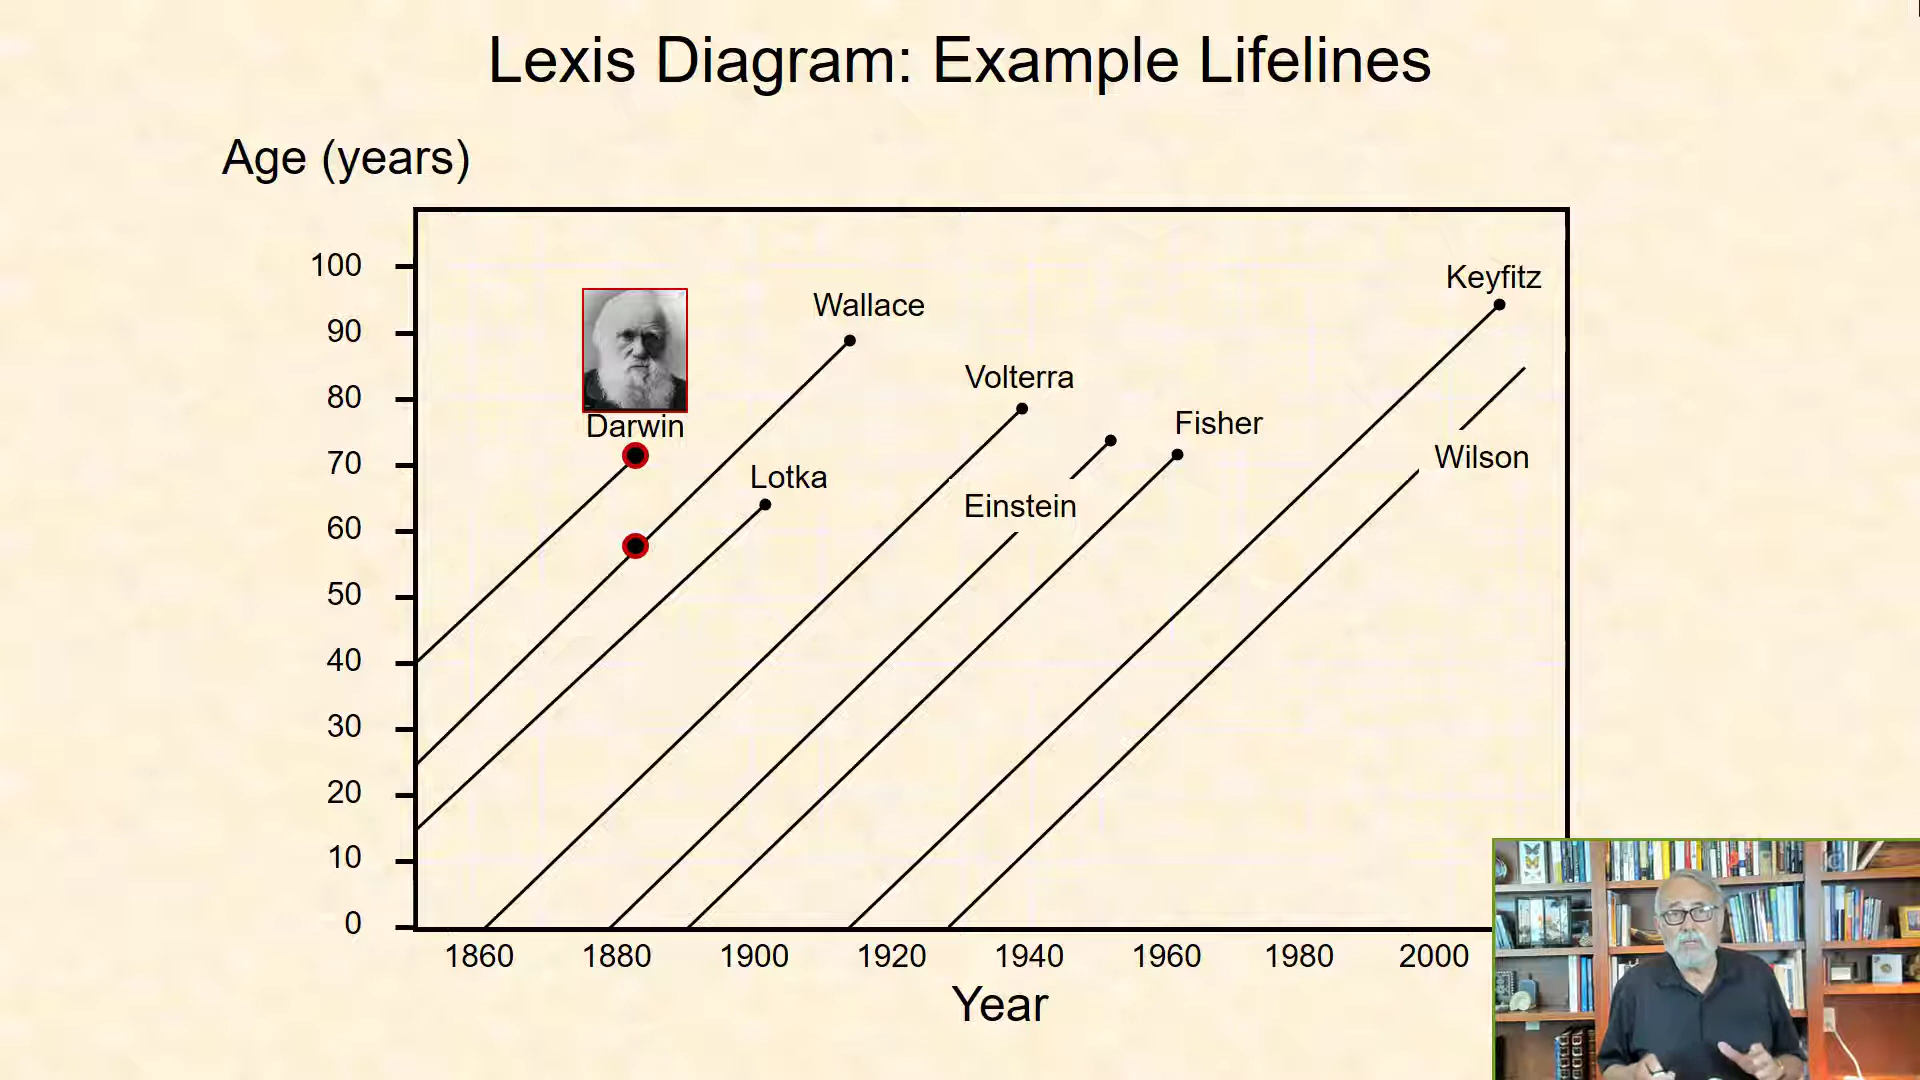 Lexis Diagram: Example Lifelines
Age (years)
100
90
80
70
60
50
40
30
20
10
0
Keyfitz
Wallace
Volterra
Darwin
Fisher
Wilson
Lotka
Einstein
1860 1880 1900 1920 1940 1960 1980 2000
Year